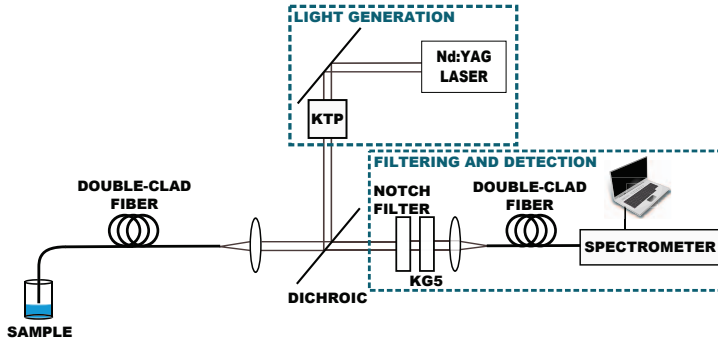 LIGHT GENERATION
Nd:YAG
LASER
KTP
FILTERING AND DETECTION
DOUBLE-CLAD
FIBER
NOTCH
FILTER
DOUBLE-CLAD
FIBER
SPECTROMETER
KG5
DICHROIC
SAMPLE